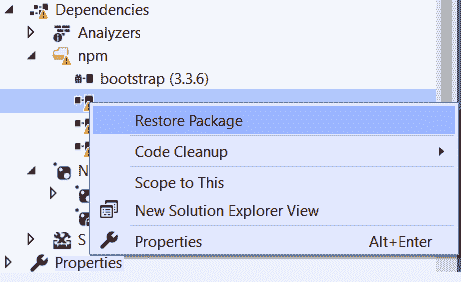 Dependencies
Analyzers
npm
bootstrap (3.3.6)
Restore Package
Code Cleanup
Scope to This
N
New Solution Explorer View
S
Properties Alt+Enter
Properties